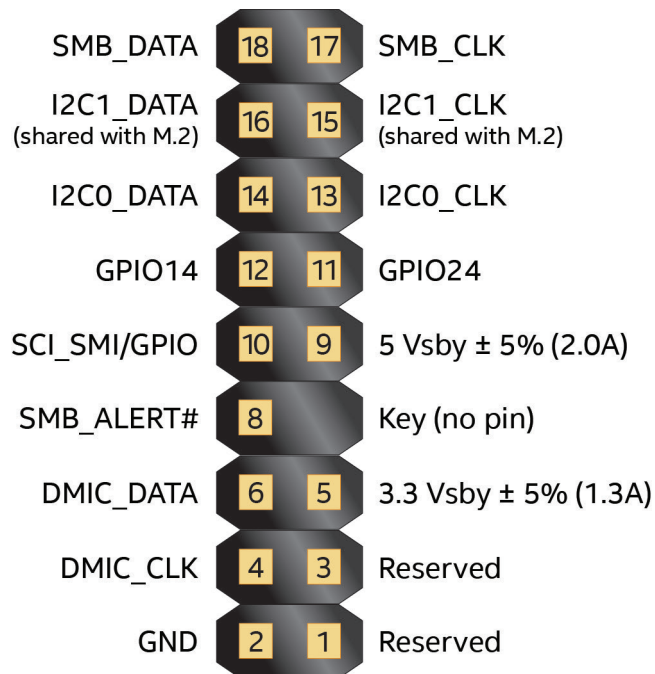 SMB_DATA 18 17 SMB_CLK
I2C1_DATA 16 15 I2C1_CLK
(shared with M.2) (shared with M.2)
I2C0_DATA 14 13 I2C0_CLK
GPIO14 12 11 GPIO24
SCI_SMI/GPIO 10 9 5 Vsby ± 5% (2.0A)
SMB_ALERT# 8 Key (no pin)
DMIC_DATA 6 5 3.3 Vsby ± 5% (1.3A)
DMIC_CLK 4 3 Reserved
GND 2 1 Reserved